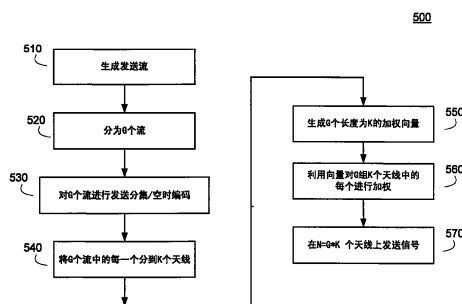 500
510
生成发送流
520
分为G个流
530
对G个流进行发送分集/空时编码
540
将G个流中的每一个分到K个天线
550
生成G个长度为K的加权向量
560
利用向量对G组K个天线中的
每个进行加权
570
在N=G*K 个天线上发送信号